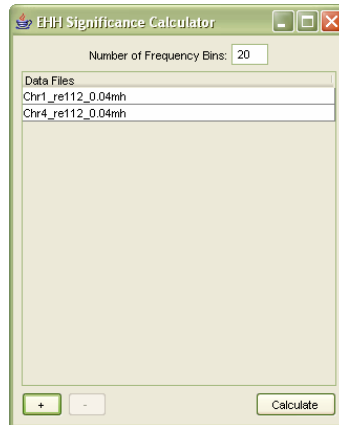 EHH Significance Calculator
Number of Frequency Bins: 20
Data Files
Chr1_re112_0.04mh
Chr4_re112_0.04mh
+ - Calculate